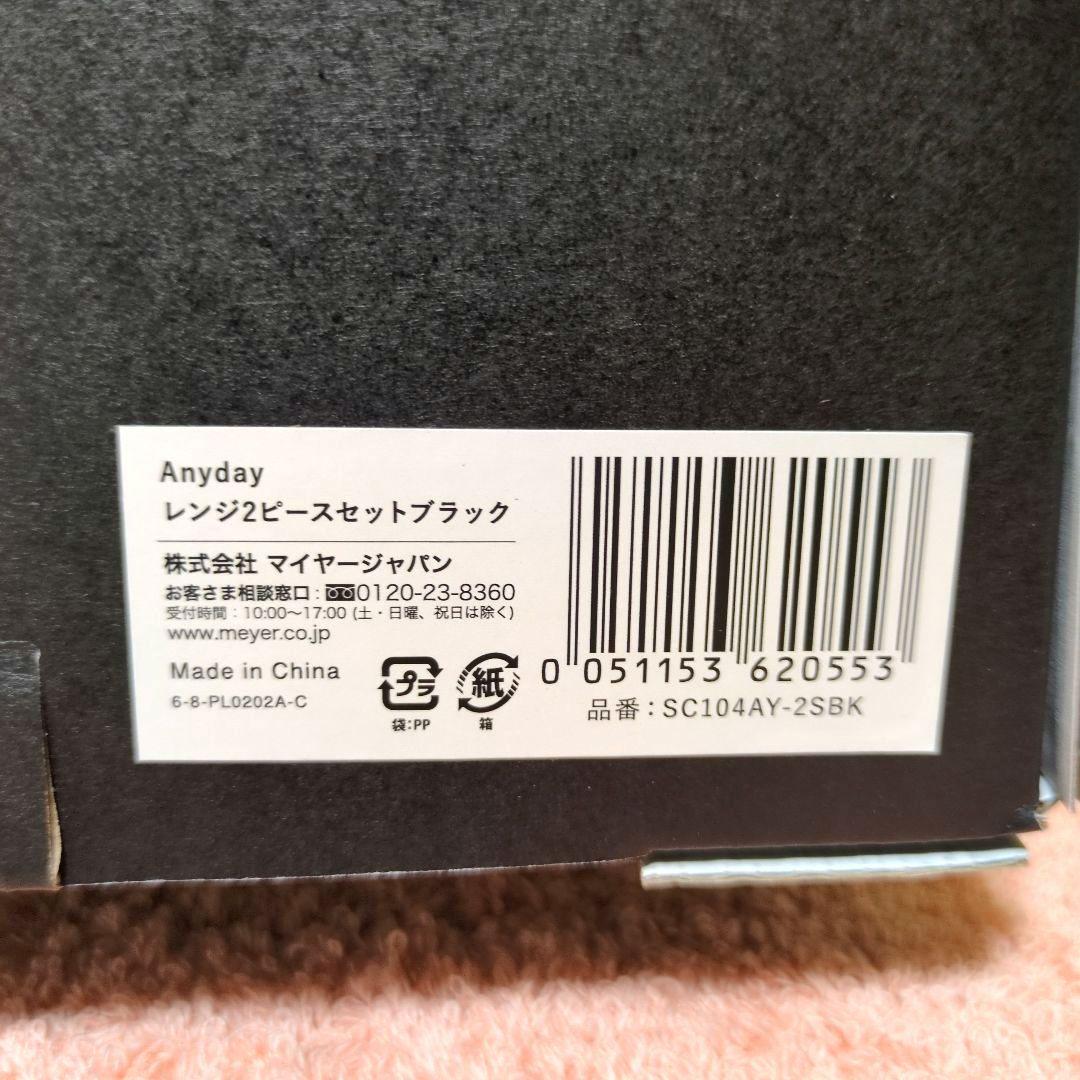 Anyday
レンジ2ピースセットブラック
株式会社 マイヤージャパン
お客さま相談窓口:0120-23-8360
受付時間:10:00〜17:00 (土・日曜、祝日は除く)
www.meyer.co.jp
Made in China
6-8-PL0202A-C
プラ
袋:PP
紙
箱
0 051153 620553
品番:SC104AY-2SBK